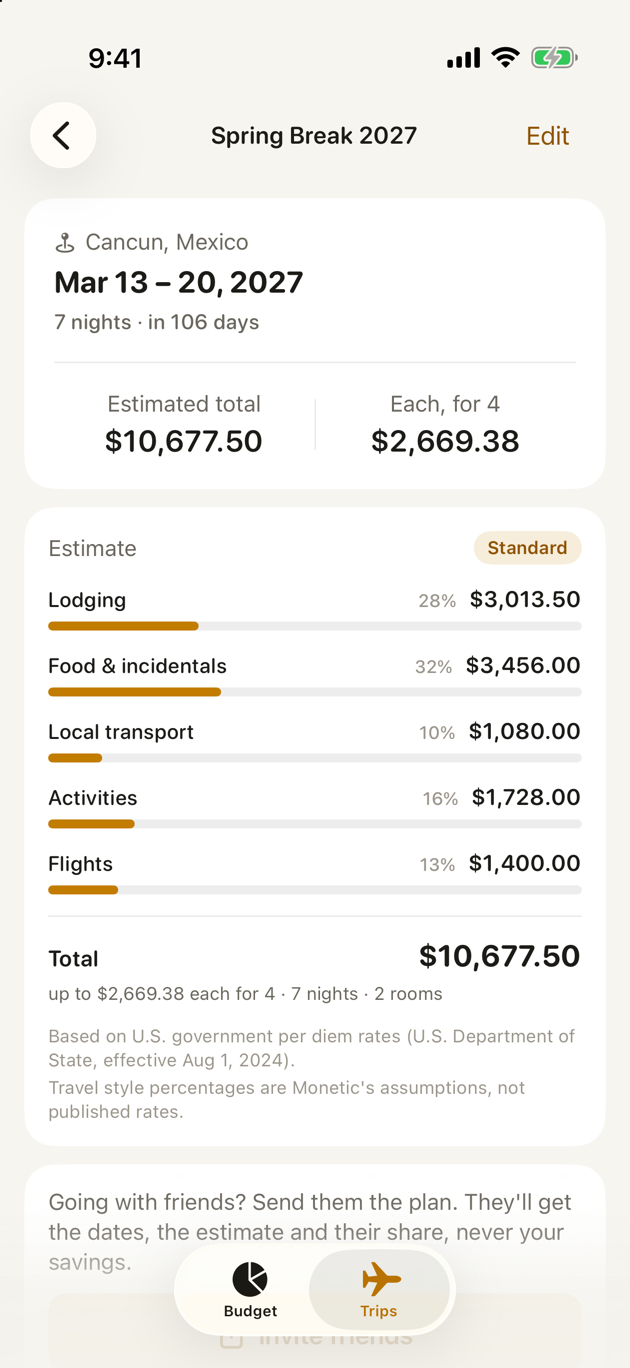 9:41
Spring Break 2027
Edit
Cancun, Mexico
Mar 13 – 20, 2027
7 nights · in 106 days
Estimated total
$10,677.50
Each, for 4
$2,669.38
Estimate
Standard
Lodging 28% $3,013.50
Food & incidentals 32% $3,456.00
Local transport 10% $1,080.00
Activities 16% $1,728.00
Flights 13% $1,400.00
Total $10,677.50
up to $2,669.38 each for 4 · 7 nights · 2 rooms
Based on U.S. government per diem rates (U.S. Department of
State, effective Aug 1, 2024).
Travel style percentages are Monetic's assumptions, not
published rates.
Going with friends? Send them the plan. They'll get
the dates, the estimate and their share, never your
savings.
Invite friends
Budget
Trips